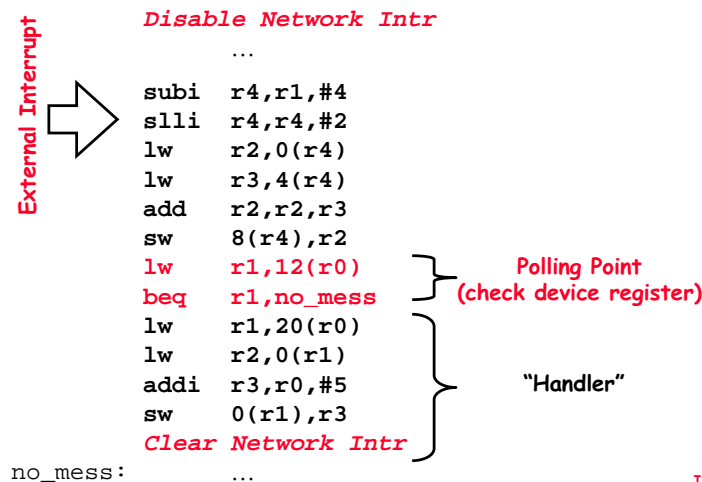 Disable Network Intr
...
External Interrupt
subi r4,r1,#4
slli r4,r4,#2
lw r2,0(r4)
lw r3,4(r4)
add r2,r2,r3
sw 8(r4),r2
lw r1,12(r0)
beq r1,no_mess
Polling Point
(check device register)
lw r1,20(r0)
lw r2,0(r1)
addi r3,r0,#5
sw 0(r1),r3
"Handler"
Clear Network Intr
no_mess: ...